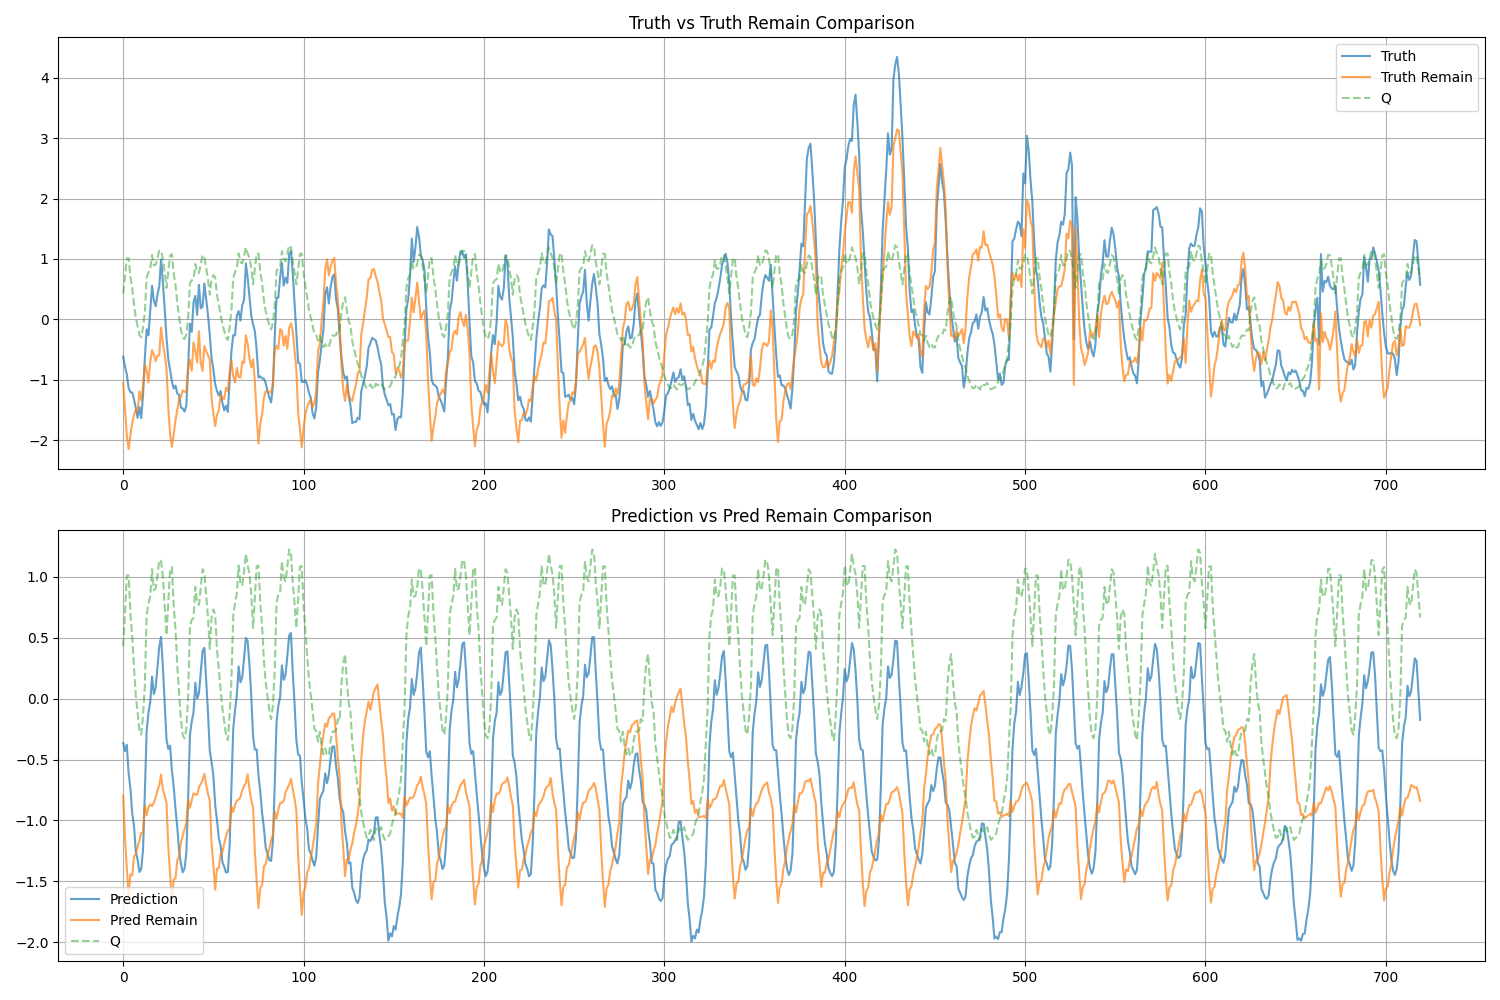 Truth vs Truth Remain Comparison
4
3
2
1
0
−1
−2
Truth
Truth Remain
Q
0 100 200 300 400 500 600 700
Prediction vs Pred Remain Comparison
1.0
0.5
0.0
−0.5
−1.0
−1.5
−2.0
Prediction
Pred Remain
Q
0 100 200 300 400 500 600 700